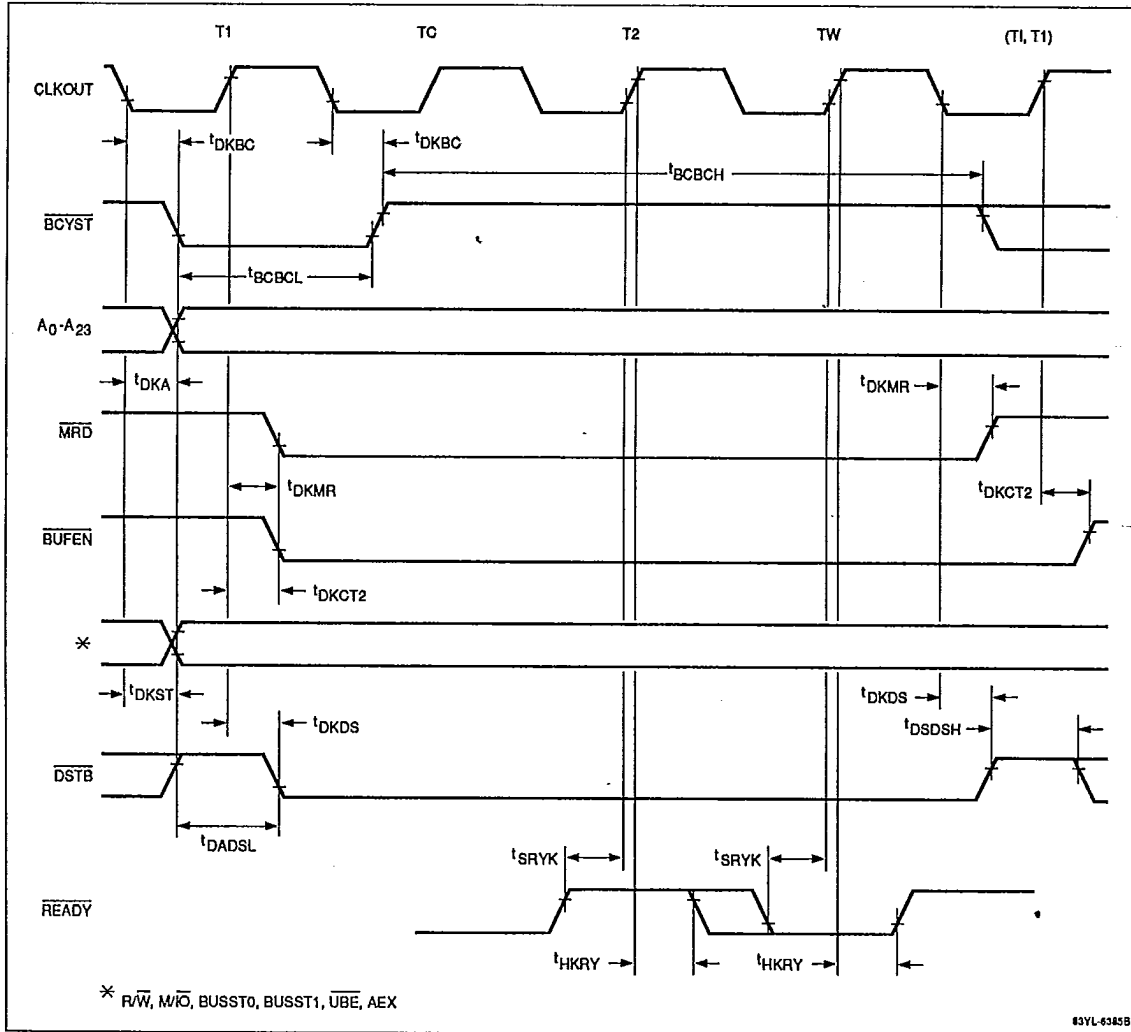 T1 TC T2 TW (TI, T1)
CLKOUT
tDKBC tDKBC
tBCBCH
BCYST
tBCBCL
A0-A23
tDKA tDKMR
MRD
tDKMR tDKCT2
BUFEN
tDKCT2
*
tDKST tDKDS
tDKDS tDSDSH
DSTB
tDADSL
tSRYK tSRYK
READY
tHKRY tHKRY
* R/W, M/IO, BUSST0, BUSST1, UBE, AEX
83YL-6385B